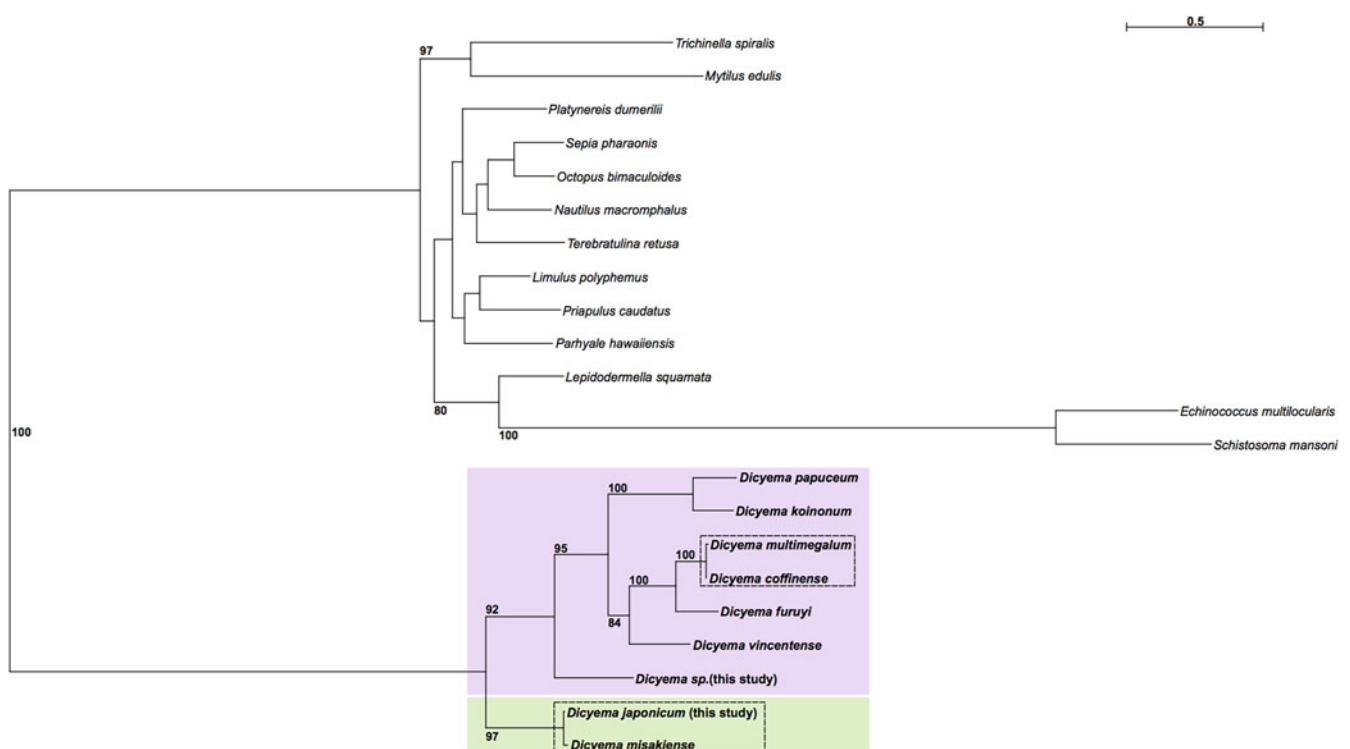 0.5
97
Trichinella spiralis
Mytilus edulis
Platynereis dumerilii
Sepia pharaonis
Octopus bimaculoides
Nautilus macromphalus
Terebratulina retusa
Limulus polyphemus
Priapulus caudatus
Parhyale hawaiiensis
Lepidodermella squamata
80
Echinococcus multilocularis
100
100
Schistosoma mansoni
Dicyema papuceum
100
Dicyema koinonum
95
100
Dicyema multimegalum
100
Dicyema coffinense
92
Dicyema furuyi
84
Dicyema vincentense
Dicyema sp.(this study)
Dicyema japonicum (this study)
97
Dicyema misakiense